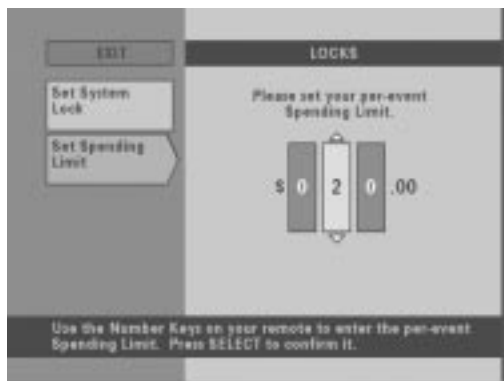 EXIT
LOCKS
Set System
Lock
Please set your per-event
Spending Limit.
Set Spending
Limit
$ 0 2 0 .00
Use the Number Keys on your remote to enter the per-event
Spending Limit. Press SELECT to confirm it.